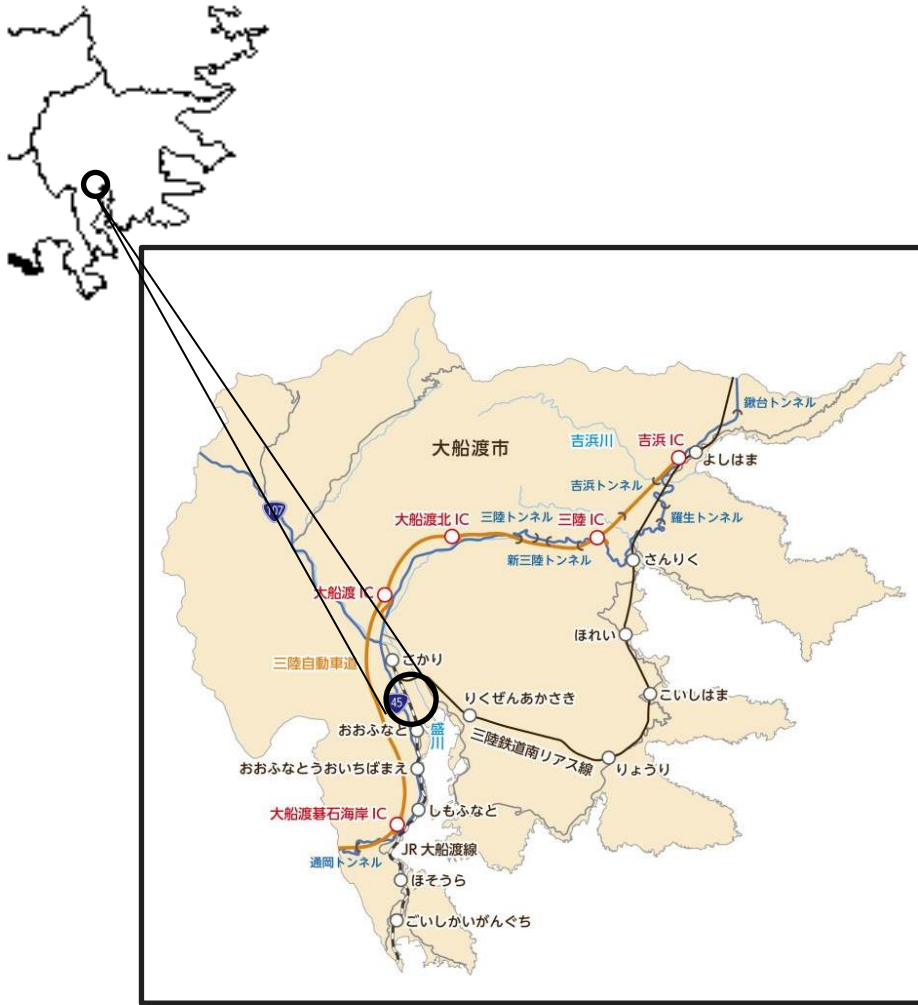 鍬台トンネル
吉浜川
吉浜 IC
大船渡市
よしはま
吉浜トンネル
大船渡北 IC
三陸トンネル
三陸 IC
羅生トンネル
107
新三陸トンネル
さんりく
大船渡 IC
ほれい
三陸自動車道
さかり
こいしはま
りくぜんあかさき
45
おおふなと
盛川
三陸鉄道南リアス線
りょうり
おおふなとうおいちばまえ
大船渡碁石海岸 IC
しもふなと
JR 大船渡線
通岡トンネル
ほそうら
ごいしかいがんぐち